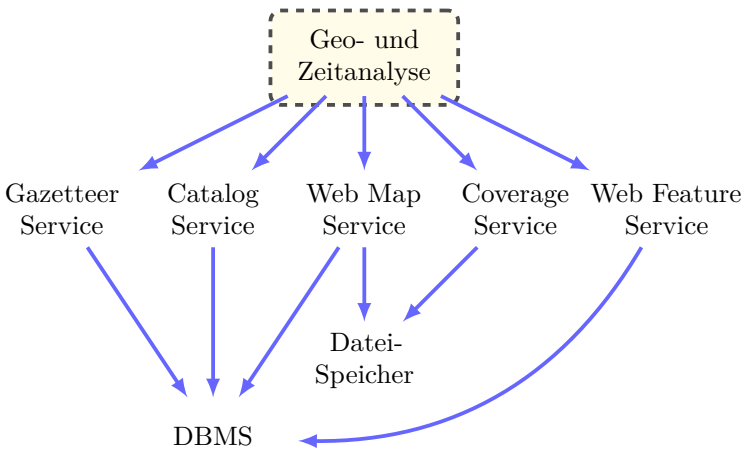 Geo- und
Zeitanalyse
Gazetteer
Service
Catalog
Service
Web Map
Service
Coverage
Service
Web Feature
Service
Datei-
Speicher
DBMS